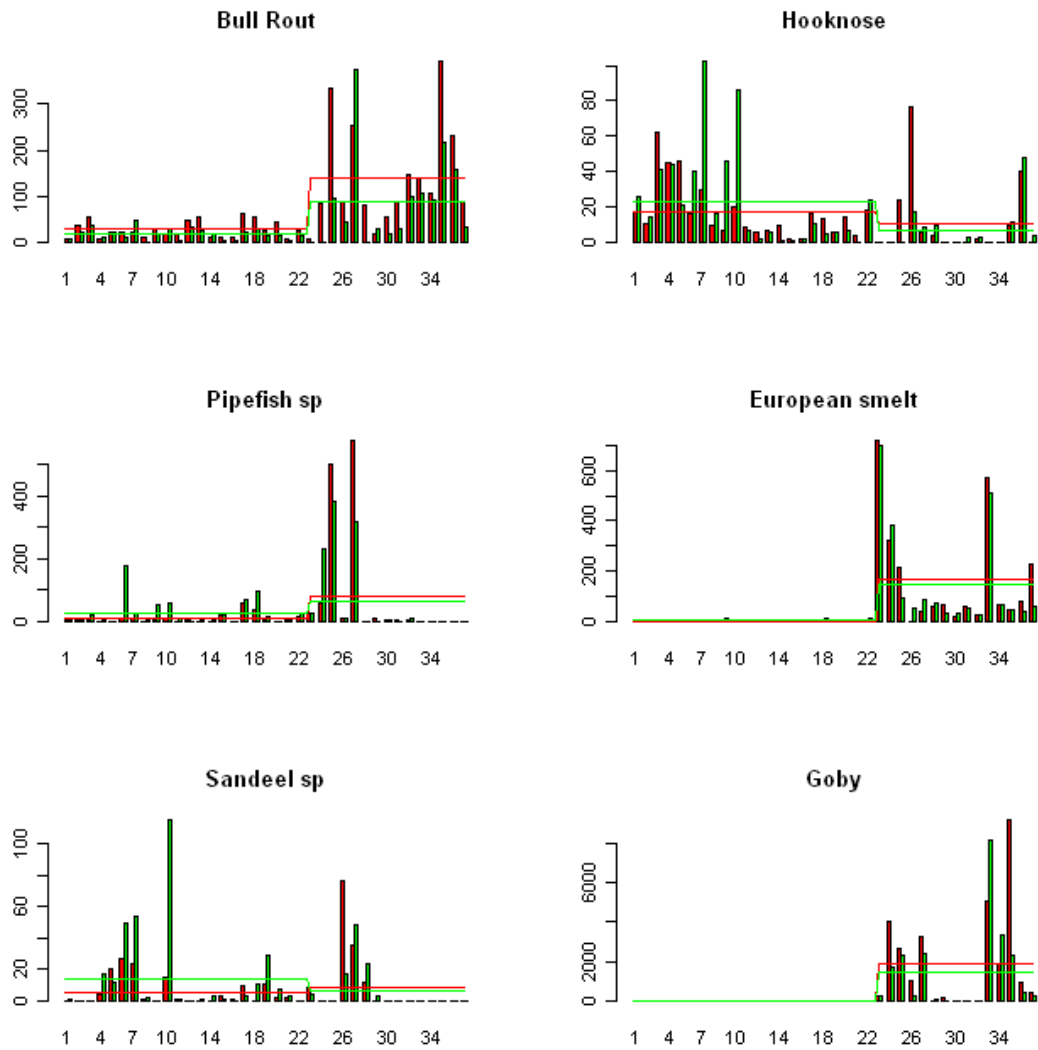 Bull Rout
0 100 200 300
1 4 7 10 14 18 22 26 30 34
Hooknose
0 20 40 60 80
1 4 7 10 14 18 22 26 30 34
Pipefish sp
0 200 400
1 4 7 10 14 18 22 26 30 34
European smelt
0 200 400 600
1 4 7 10 14 18 22 26 30 34
Sandeel sp
0 20 60 100
1 4 7 10 14 18 22 26 30 34
Goby
0 2000 6000
1 4 7 10 14 18 22 26 30 34